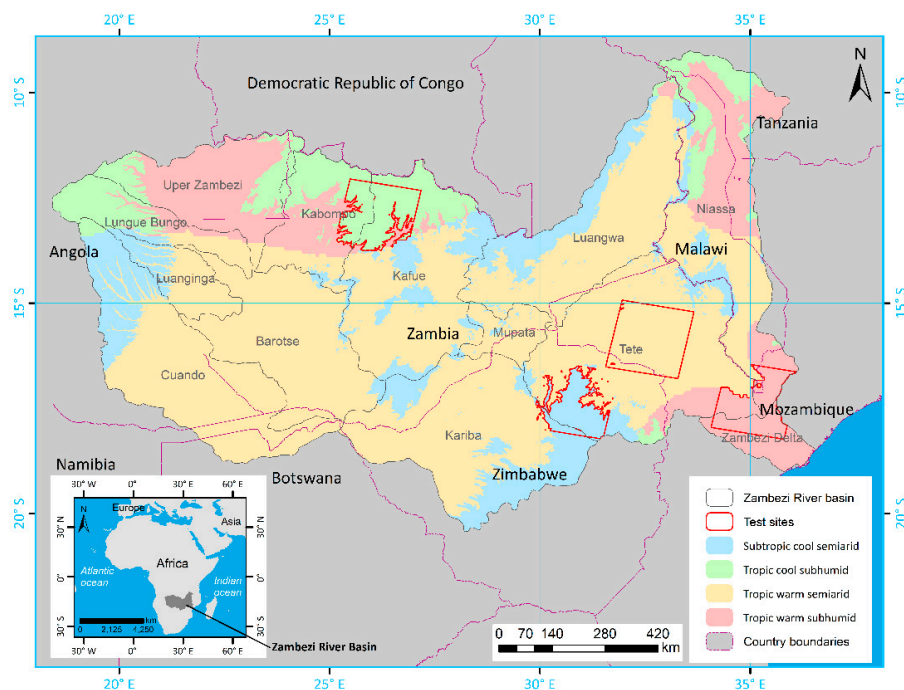 20° E
25° E
30° E
35° E
N
Democratic Republic of Congo
10° S
10° S
Tanzania
Uper Zambezi
Kabompo
Niassa
Lungue Bungo
Luangwa
Angola
Malawi
Luanginga
Kafue
15° S
15° S
Zambia
Mupata
Barotse
Tete
Cuando
Mozambique
Kariba
Zambezi Delta
Namibia
Botswana
Zimbabwe
20° S
20° S
30° W
0°
30° E
60° E
N
Europe
Asia
30° N
30° N
Africa
Atlantic
ocean
Indian
ocean
0°
0°
km
0 2,125 4,250
30° S
30° S
30° W
0°
30° E
60° E
Zambezi River Basin
Zambezi River basin
Test sites
Subtropic cool semiarid
Tropic cool subhumid
Tropic warm semiarid
Tropic warm subhumid
Country boundaries
0 70 140 280 420
km
20° E
25° E
30° E
35° E